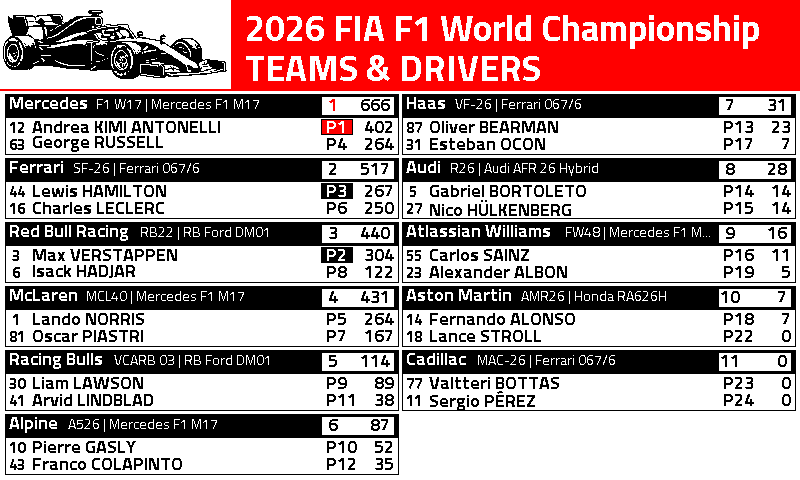 2026 FIA F1 World Championship
TEAMS & DRIVERS
Mercedes F1 W17 | Mercedes F1 M17 1 666
12 Andrea KIMI ANTONELLI P1 402
63 George RUSSELL P4 264
Ferrari SF-26 | Ferrari 067/6 2 517
44 Lewis HAMILTON P3 267
16 Charles LECLERC P6 250
Red Bull Racing RB22 | RB Ford DM01 3 440
3 Max VERSTAPPEN P2 304
6 Isack HADJAR P8 122
McLaren MCL40 | Mercedes F1 M17 4 431
1 Lando NORRIS P5 264
81 Oscar PIASTRI P7 167
Racing Bulls VCARB 03 | RB Ford DM01 5 114
30 Liam LAWSON P9 89
41 Arvid LINDBLAD P11 38
Alpine A526 | Mercedes F1 M17 6 87
10 Pierre GASLY P10 52
43 Franco COLAPINTO P12 35
Haas VF-26 | Ferrari 067/6 7 31
87 Oliver BEARMAN P13 23
31 Esteban OCON P17 7
Audi R26 | Audi AFR 26 Hybrid 8 28
5 Gabriel BORTOLETO P14 14
27 Nico HÜLKENBERG P15 14
Atlassian Williams FW48 | Mercedes F1 M... 9 16
55 Carlos SAINZ P16 11
23 Alexander ALBON P19 5
Aston Martin AMR26 | Honda RA626H 10 7
14 Fernando ALONSO P18 7
18 Lance STROLL P22 0
Cadillac MAC-26 | Ferrari 067/6 11 0
77 Valtteri BOTTAS P23 0
11 Sergio PÉREZ P24 0